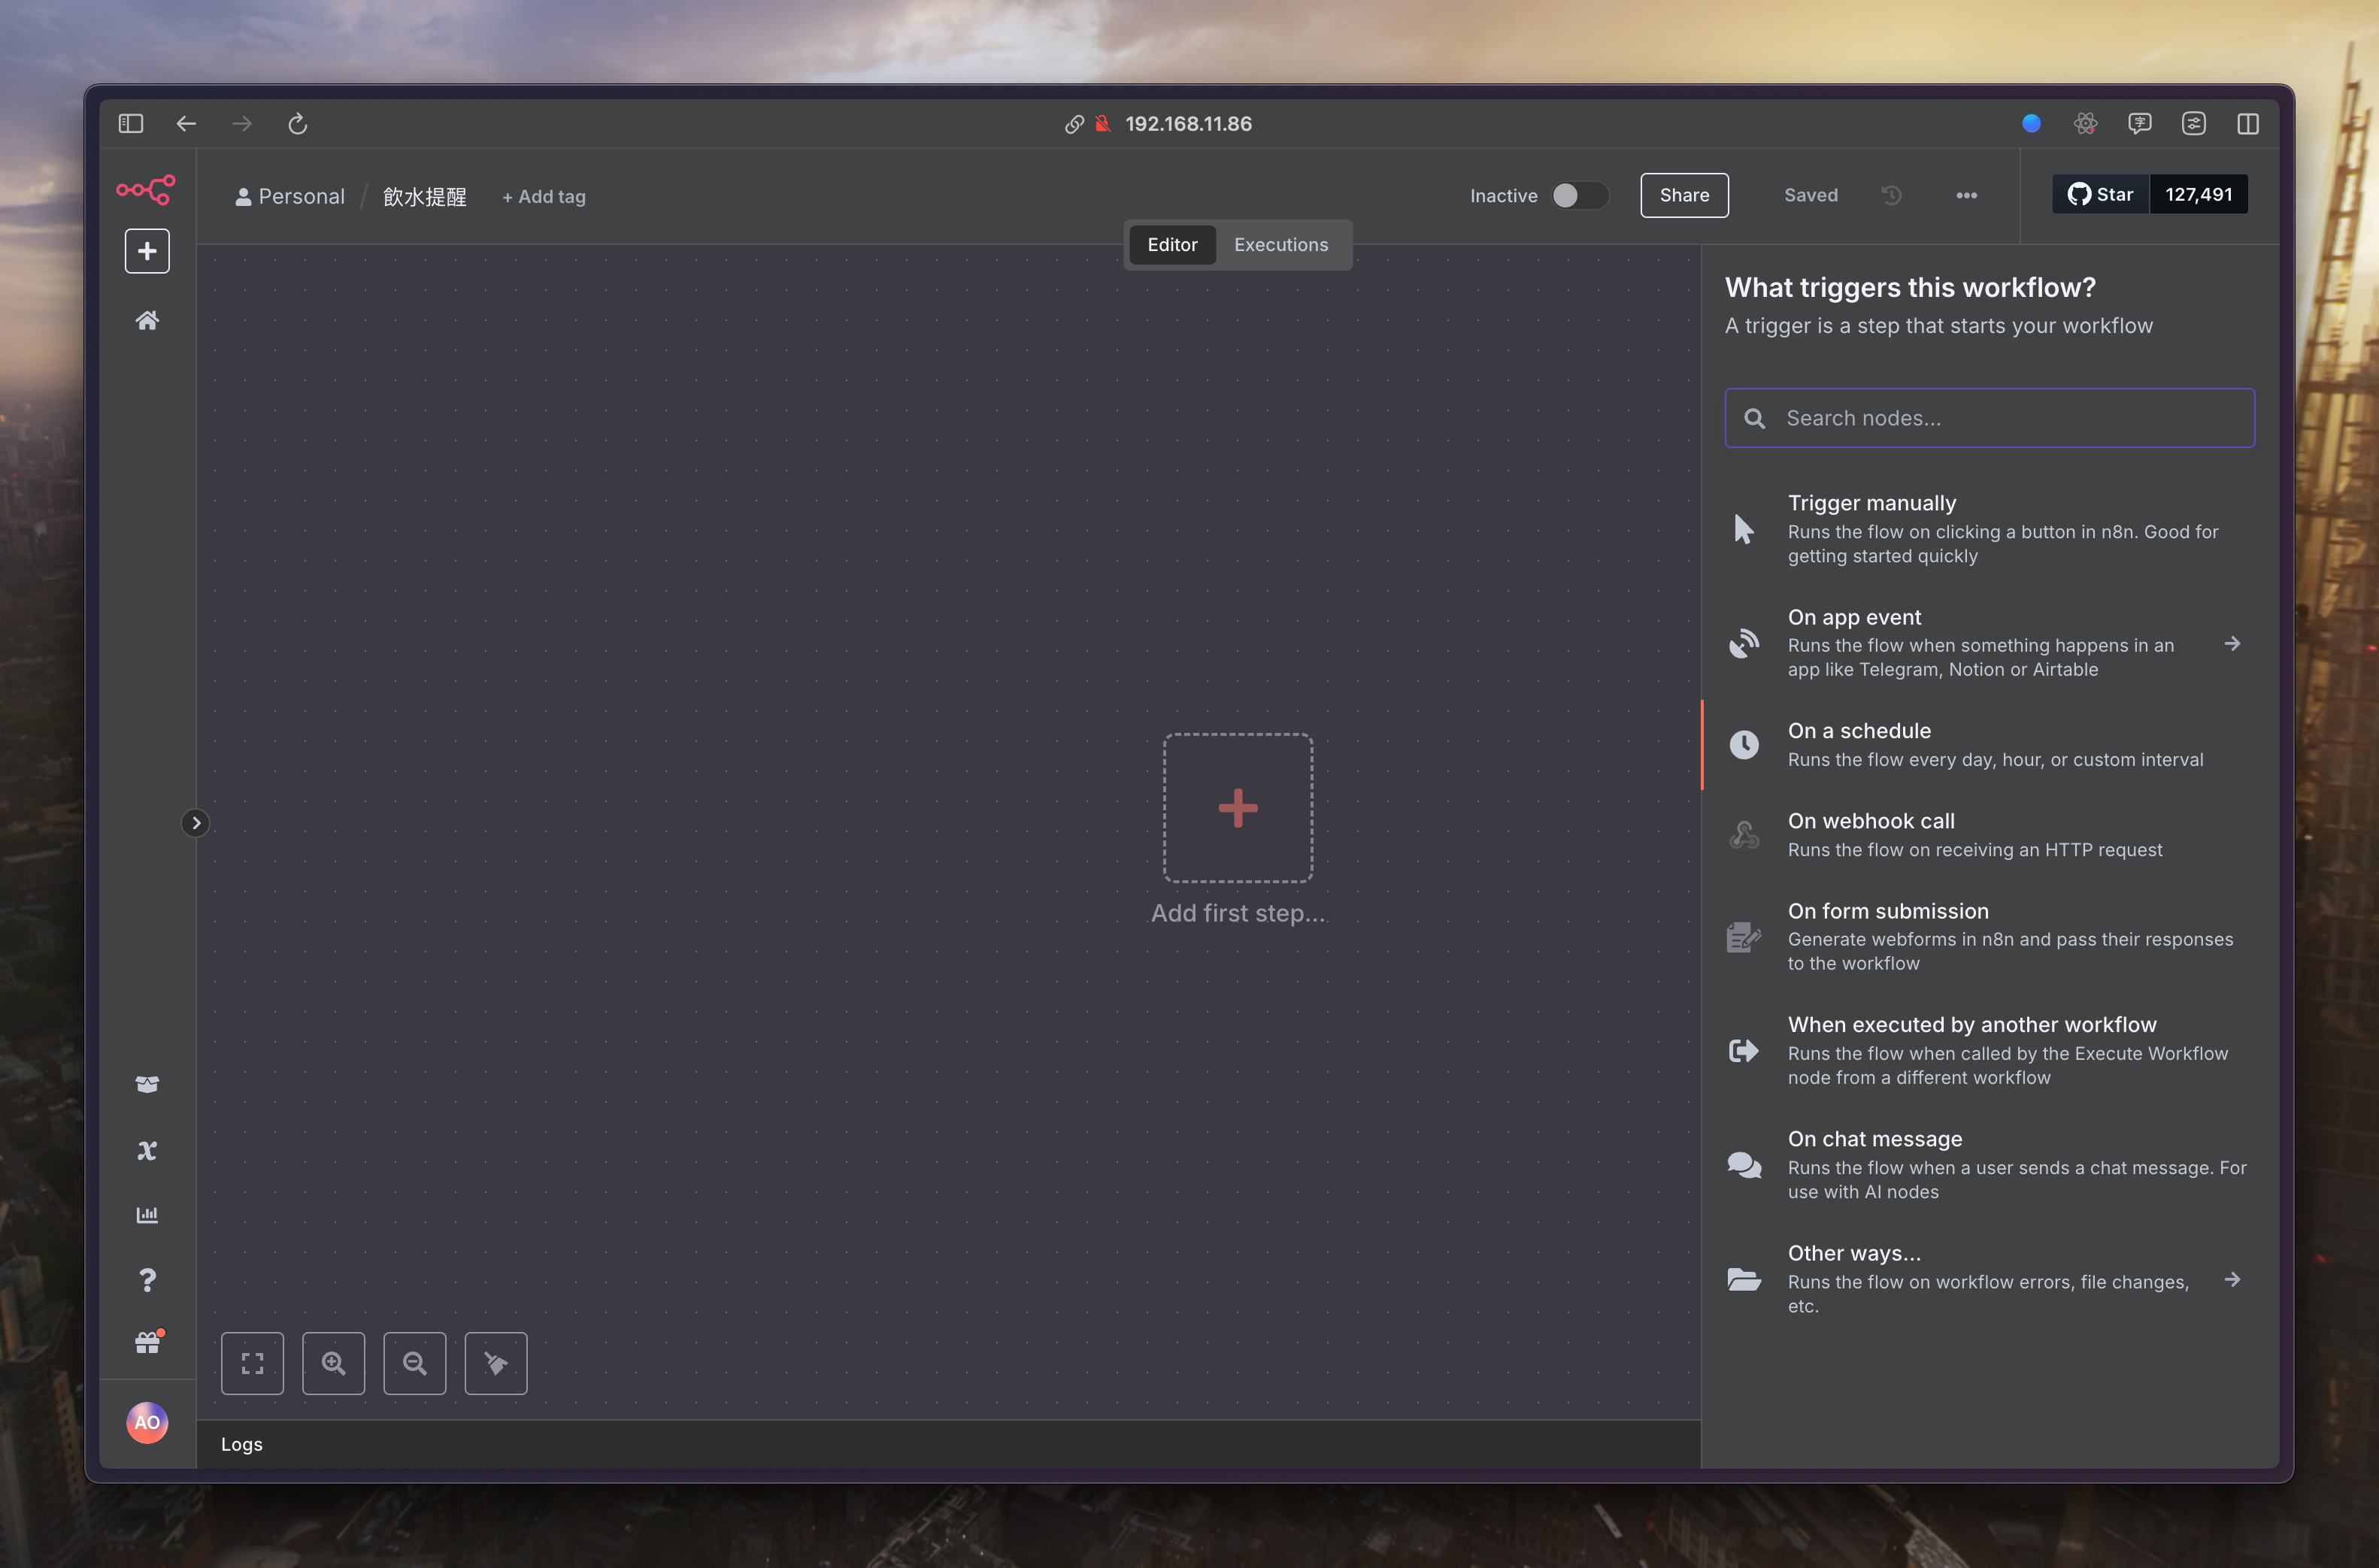 192.168.11.86
Personal / 飲水提醒 + Add tag
Inactive
Share
Saved
Star 127,491
Editor Executions
What triggers this workflow?
A trigger is a step that starts your workflow
Search nodes...
Trigger manually
Runs the flow on clicking a button in n8n. Good for
getting started quickly
On app event
Runs the flow when something happens in an
app like Telegram, Notion or Airtable
On a schedule
Runs the flow every day, hour, or custom interval
On webhook call
Runs the flow on receiving an HTTP request
On form submission
Generate webforms in n8n and pass their responses
to the workflow
When executed by another workflow
Runs the flow when called by the Execute Workflow
node from a different workflow
On chat message
Runs the flow when a user sends a chat message. For
use with AI nodes
Other ways...
Runs the flow on workflow errors, file changes,
etc.
Add first step...
AO
Logs